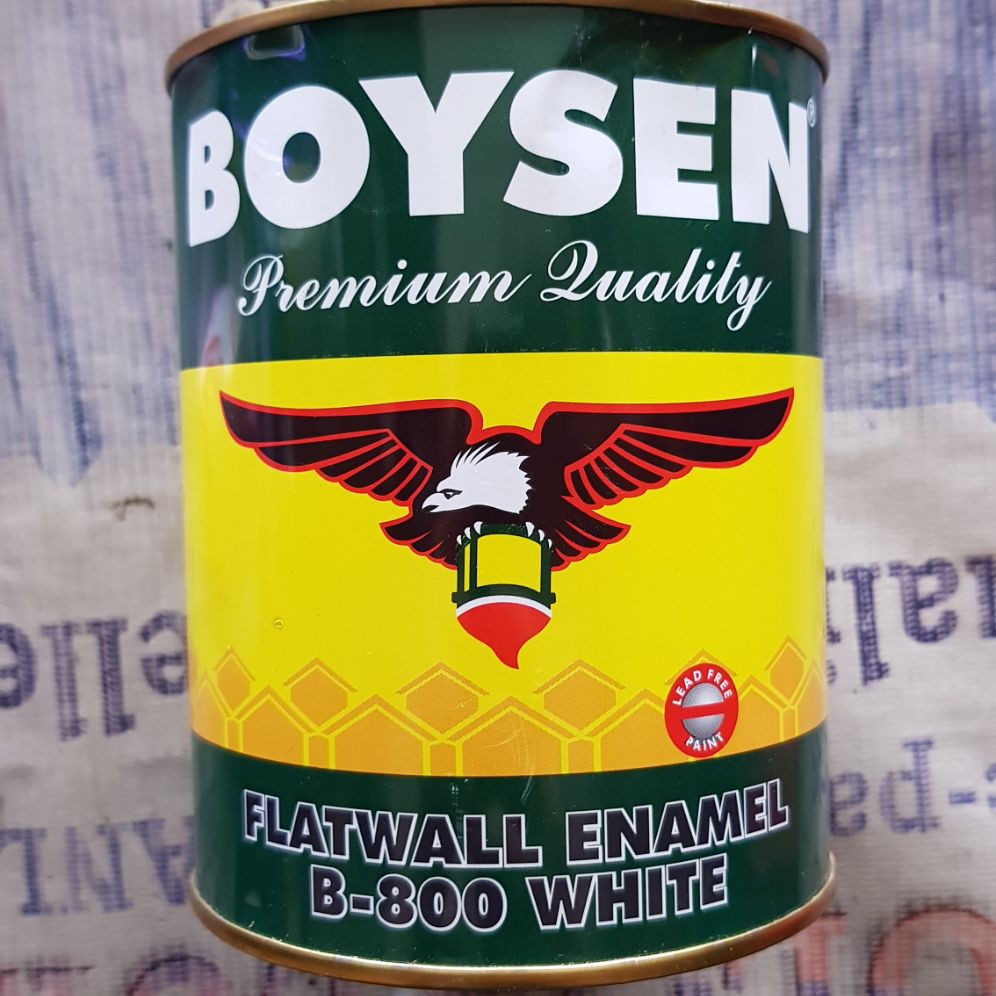 BOYSEN®
Premium Quality
LEAD FREE
PAINT
FLATWALL ENAMEL
B-800 WHITE